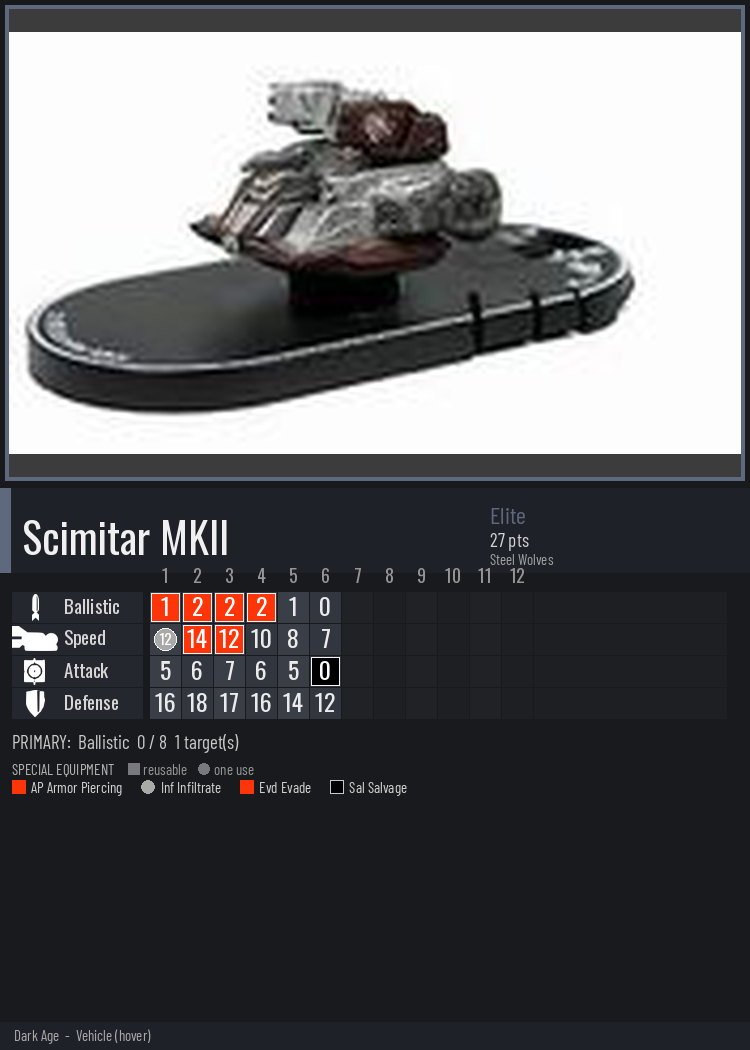 Scimitar MKII
Elite
27 pts
Steel Wolves
1 2 3 4 5 6 7 8 9 10 11 12
Ballistic 1 2 2 2 1 0
Speed 12 14 12 10 8 7
Attack 5 6 7 6 5 0
Defense 16 18 17 16 14 12
PRIMARY: Ballistic 0 / 8 1 target(s)
SPECIAL EQUIPMENT reusable one use
AP Armor Piercing Inf Infiltrate Evd Evade Sal Salvage
Dark Age - Vehicle (hover)